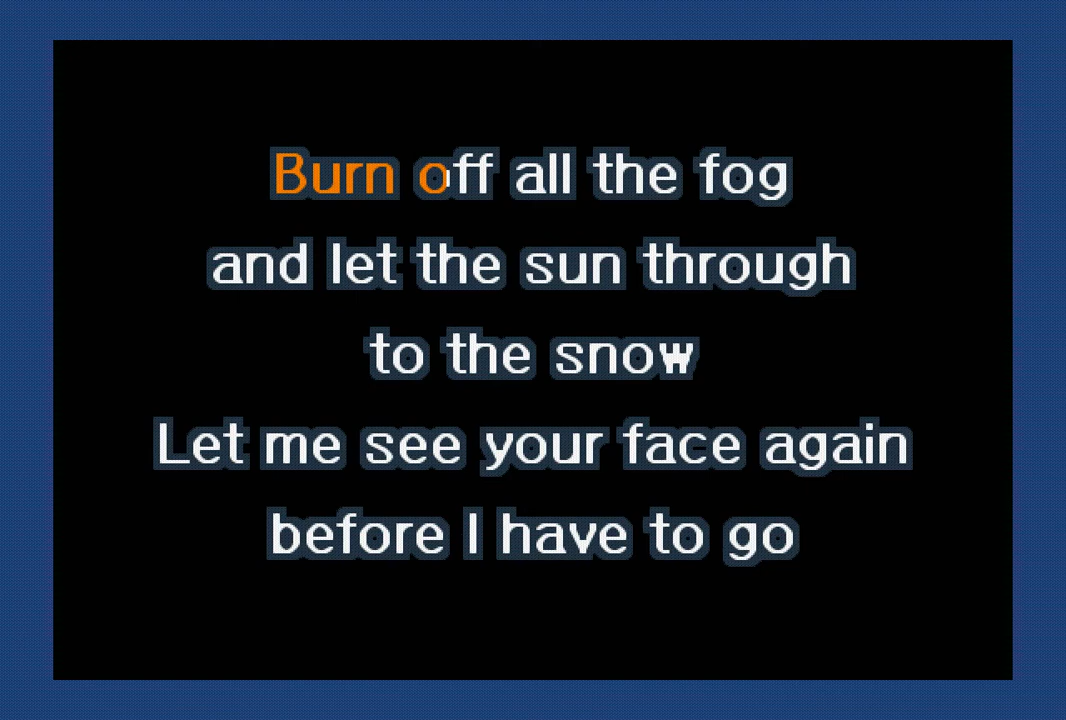 Burn off all the fog
and let the sun through
to the snow
Let me see your face again
before I have to go